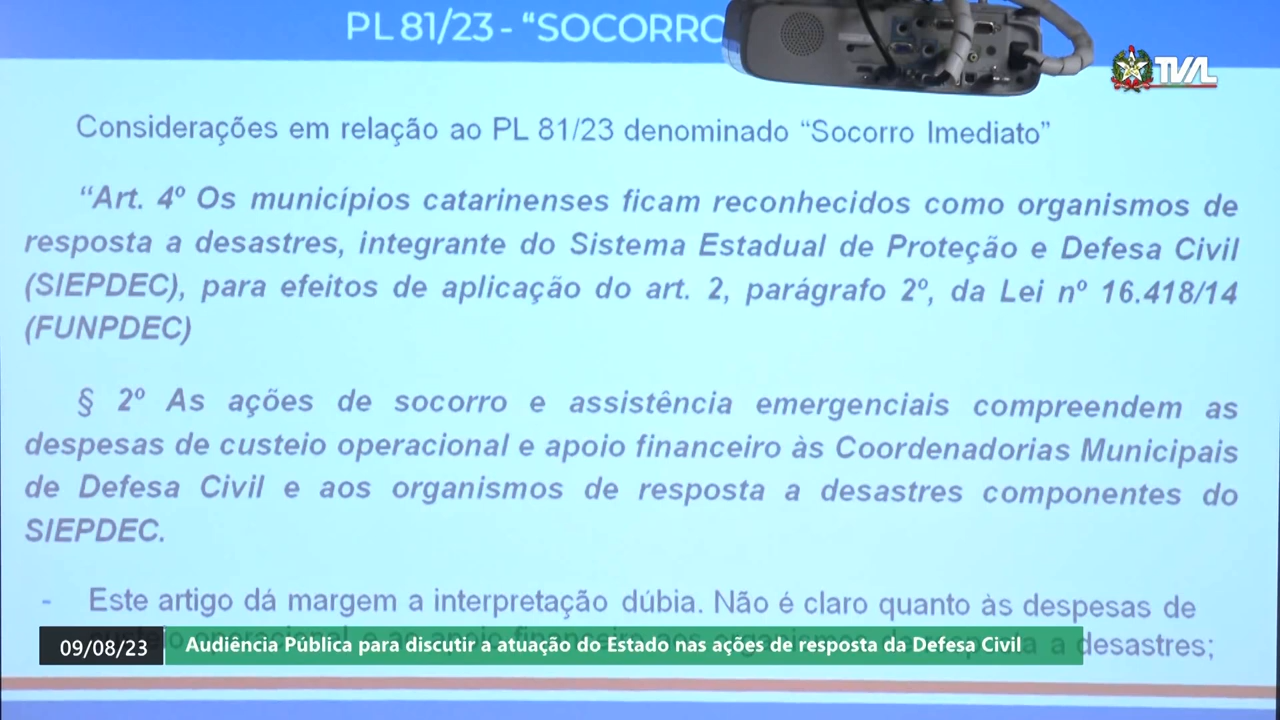 PL 81/23 - “SOCORRO
TVAL
Considerações em relação ao PL 81/23 denominado “Socorro Imediato”
“Art. 4º Os municípios catarinenses ficam reconhecidos como organismos de
resposta a desastres, integrante do Sistema Estadual de Proteção e Defesa Civil
(SIEPDEC), para efeitos de aplicação do art. 2, parágrafo 2º, da Lei nº 16.418/14
(FUNPDEC)
§ 2º As ações de socorro e assistência emergenciais compreendem as
despesas de custeio operacional e apoio financeiro às Coordenadorias Municipais
de Defesa Civil e aos organismos de resposta a desastres componentes do
SIEPDEC.
- Este artigo dá margem a interpretação dúbia. Não é claro quanto às despesas de
desastres;
09/08/23 Audiência Pública para discutir a atuação do Estado nas ações de resposta da Defesa Civil